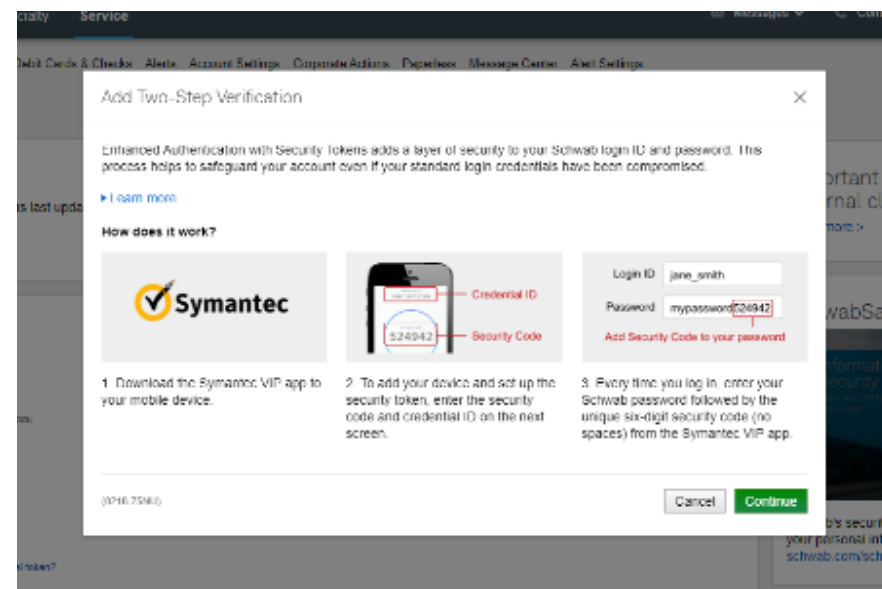 Service
Messages
Debit Cards & Checks Alerts Account Settings Corporate Actions Paperless Message Center Alert Settings
Add Two-Step Verification
Enhanced Authentication with Security Tokens adds a layer of security to your Schwab login ID and password. This
process helps to safeguard your account even if your standard login credentials have been compromised.
Learn more
How does it work?
Symantec
Credential ID
524942
Security Code
Login ID jane_smith
Password mypassword524942
Add Security Code to your password
1. Download the Symantec VIP app to
your mobile device.
2. To add your device and set up the
security token, enter the security
code and credential ID on the next
screen.
3. Every time you log in, enter your
Schwab password followed by the
unique six-digit security code (no
spaces) from the Symantec VIP app.
Cancel Continue
more >
your personal